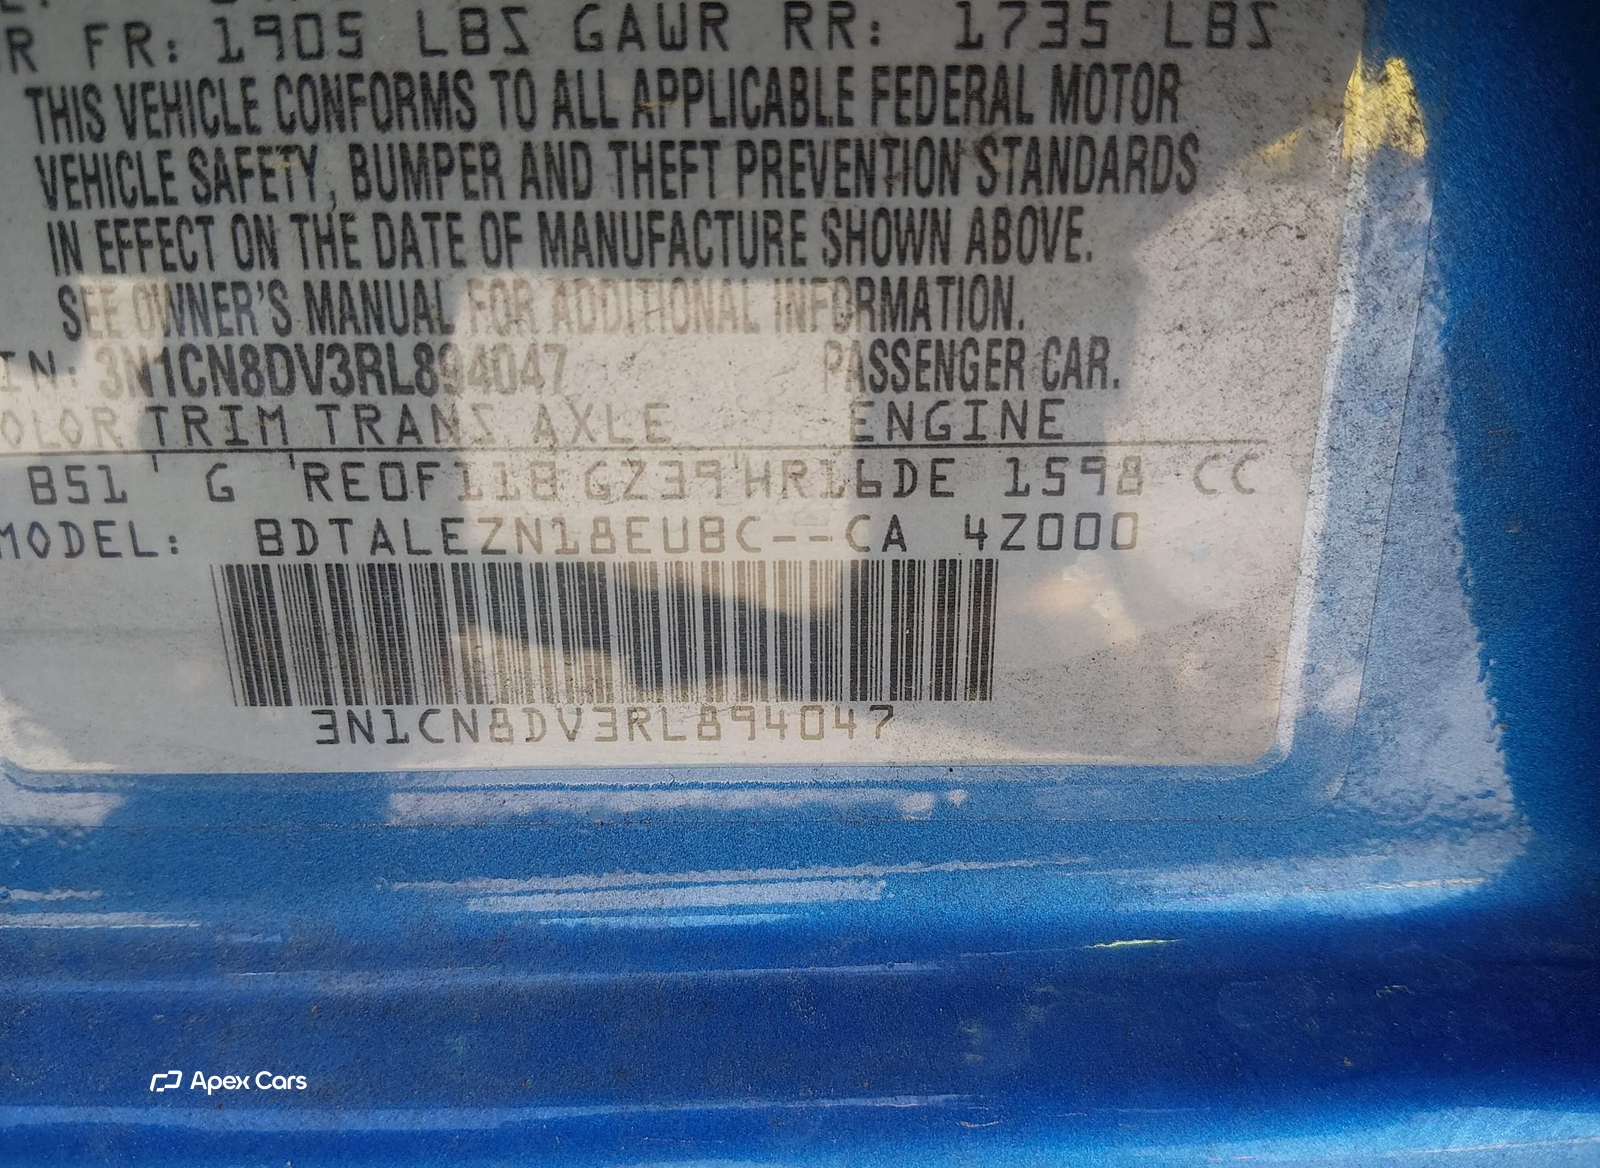 R FR: 1905 LBS GAWR RR: 1735 LBS
THIS VEHICLE CONFORMS TO ALL APPLICABLE FEDERAL MOTOR
VEHICLE SAFETY, BUMPER AND THEFT PREVENTION STANDARDS
IN EFFECT ON THE DATE OF MANUFACTURE SHOWN ABOVE.
SEE OWNER'S MANUAL FOR ADDITIONAL INFORMATION.
IN: 3N1CN8DV3RL894047 PASSENGER CAR.
OLOR TRIM TRANS AXLE ENGINE
B51 ' G ' RE0F11B GZ39 ' HR16DE 1598 CC
MODEL: BDTALEZN18EUBC--CA 4Z000
3N1CN8DV3RL894047
Apex Cars